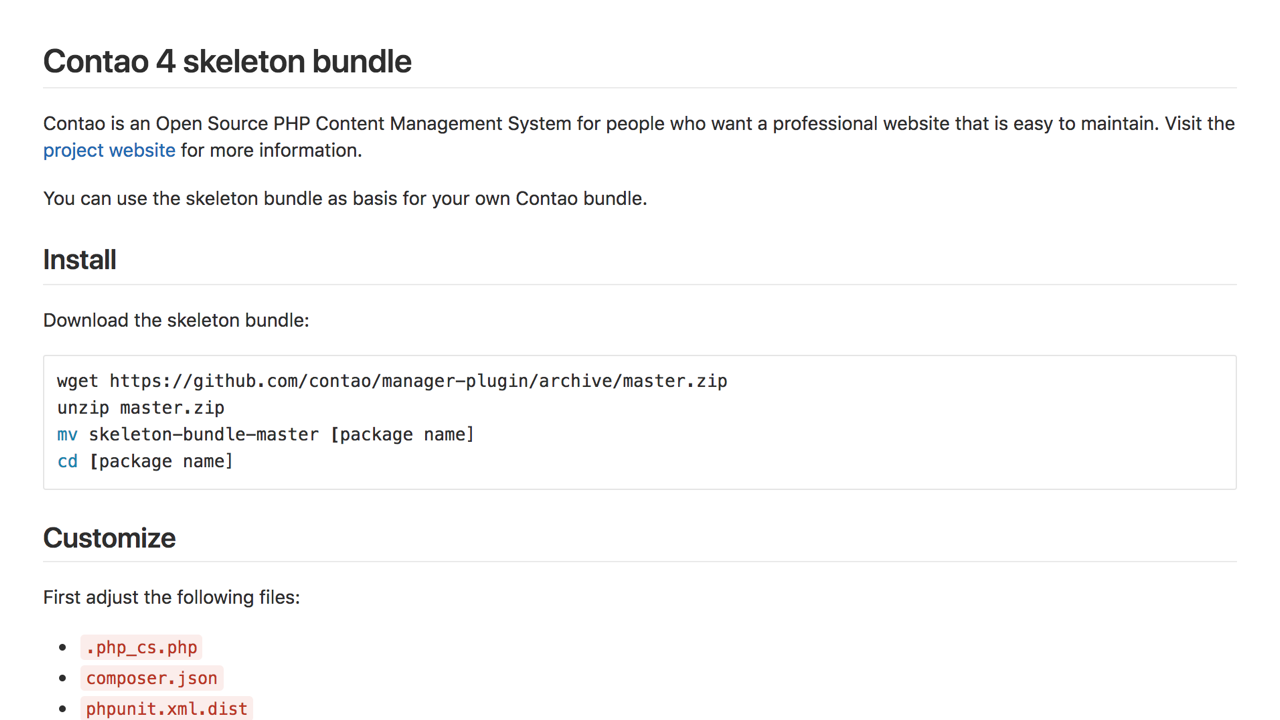 Contao 4 skeleton bundle
Contao is an Open Source PHP Content Management System for people who want a professional website that is easy to maintain. Visit the
project website for more information.
You can use the skeleton bundle as basis for your own Contao bundle.
Install
Download the skeleton bundle:
wget https://github.com/contao/manager-plugin/archive/master.zip
unzip master.zip
mv skeleton-bundle-master [package name]
cd [package name]
Customize
First adjust the following files:
• .php_cs.php
• composer.json
• phpunit.xml.dist